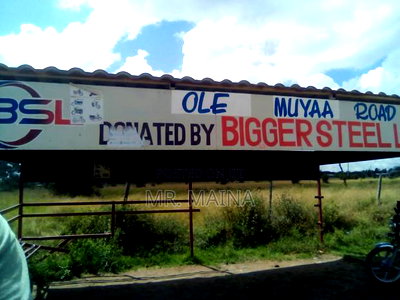 BSL
OLE MUYAA ROAD
DONATED BY BIGGER STEEL L
MR. MAINA